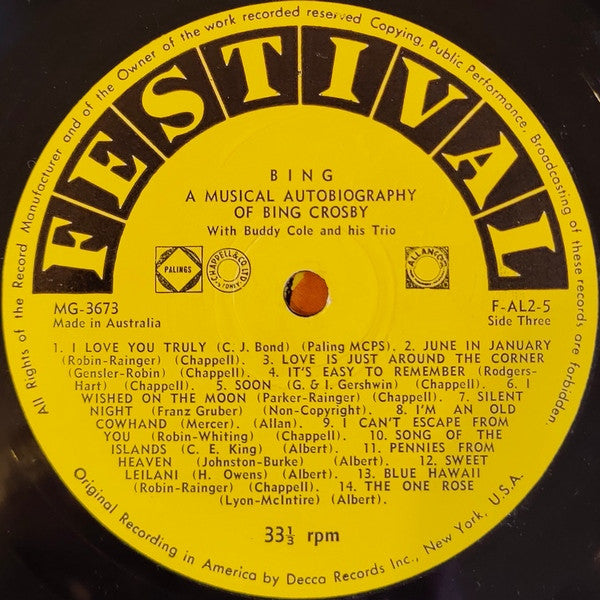 All Rights of the Record Manufacturer and of the Owner of the work recorded reserved Copying, Public Performance, Broadcasting of these records are forbidden
FESTIVAL
BING
A MUSICAL AUTOBIOGRAPHY
OF BING CROSBY
With Buddy Cole and his Trio
PALINGS
CHAPPELL & CO LTD
ALLAN & CO
MG-3673
F-AL2-5
Made in Australia
Side Three
1. I LOVE YOU TRULY (C. J. Bond) (Paling MCPS). 2. JUNE IN JANUARY
(Robin-Rainger) (Chappell). 3. LOVE IS JUST AROUND THE CORNER
(Gensler-Robin) (Chappell). 4. IT'S EASY TO REMEMBER (Rodgers-
Hart) (Chappell). 5. SOON (G. & I. Gershwin) (Chappell). 6. I
WISHED ON THE MOON (Parker-Rainger) (Chappell). 7. SILENT
NIGHT (Franz Gruber) (Non-Copyright). 8. I'M AN OLD
COWHAND (Mercer). (Allan). 9. I CAN'T ESCAPE FROM
YOU (Robin-Whiting) (Chappell). 10. SONG OF THE
ISLANDS (C. E. King) (Albert). 11. PENNIES FROM
HEAVEN (Johnston-Burke) (Albert). 12. SWEET
LEILANI (H. Owens) (Albert). 13. BLUE HAWAII
(Robin-Rainger) (Chappell). 14. THE ONE ROSE
(Lyon-McIntire) (Albert).
33⅓ rpm
Original Recording in America by Decca Records Inc., New York, U.S.A.